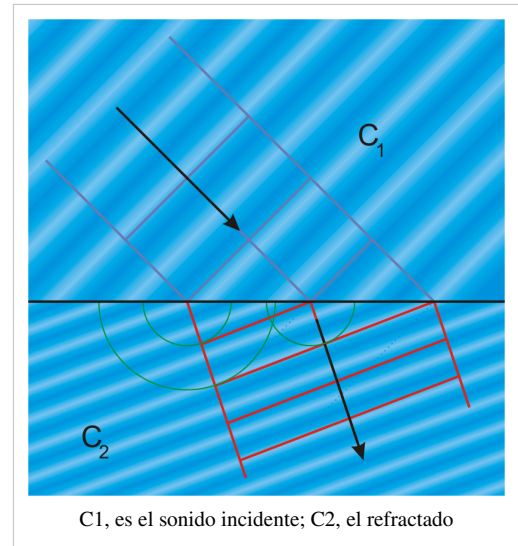 C1
C2
C1, es el sonido incidente; C2, el refractado